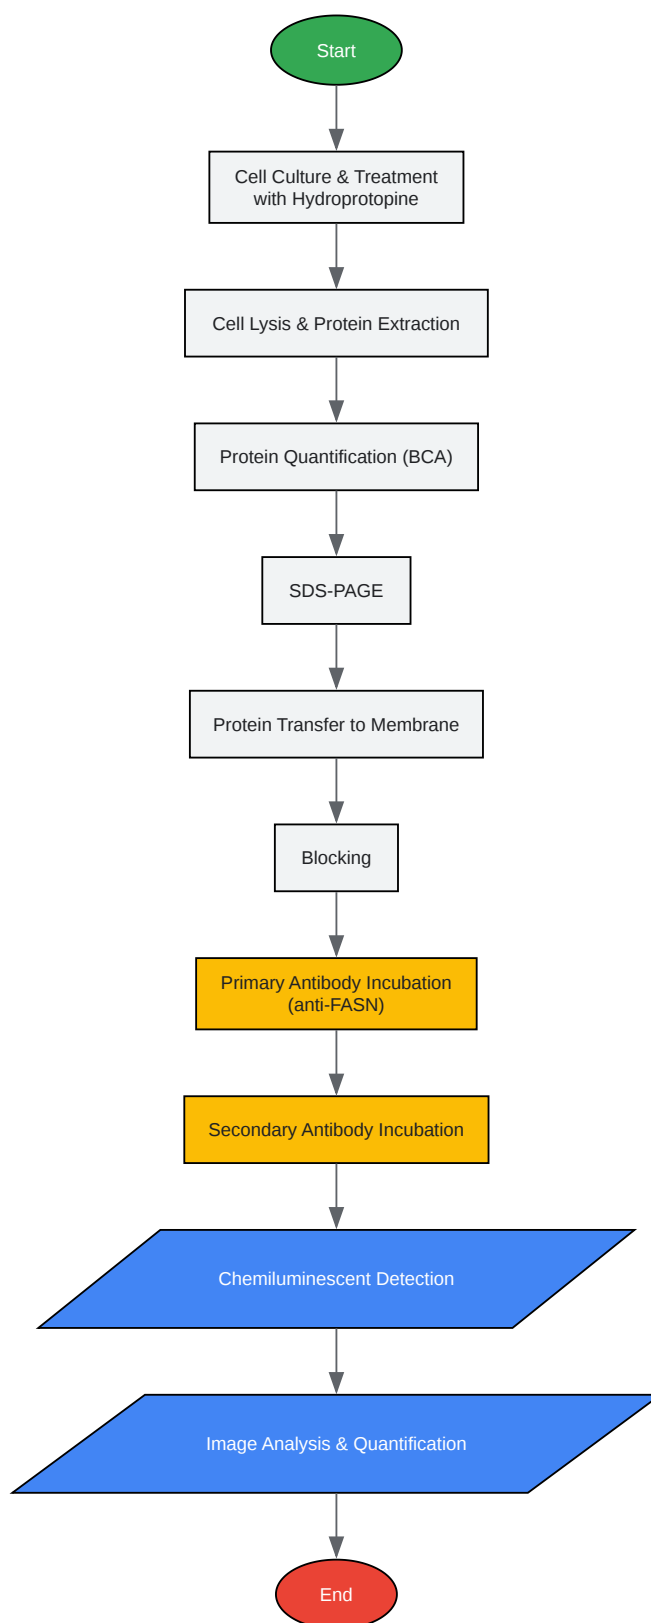 Start
Cell Culture & Treatment
with Hydroprotopine
Cell Lysis & Protein Extraction
Protein Quantification (BCA)
SDS-PAGE
Protein Transfer to Membrane
Blocking
Primary Antibody Incubation
(anti-FASN)
Secondary Antibody Incubation
Chemiluminescent Detection
Image Analysis & Quantification
End